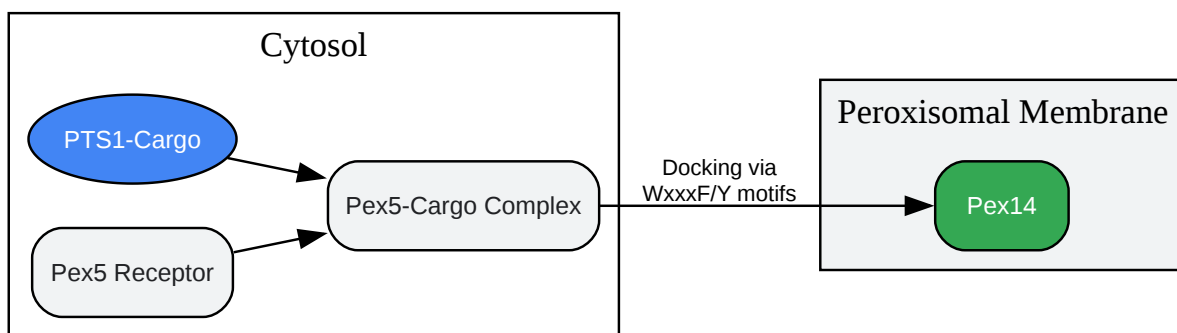 Cytosol
PTS1-Cargo
Pex5 Receptor
Pex5-Cargo Complex
Docking via
WxxxF/Y motifs
Peroxisomal Membrane
Pex14